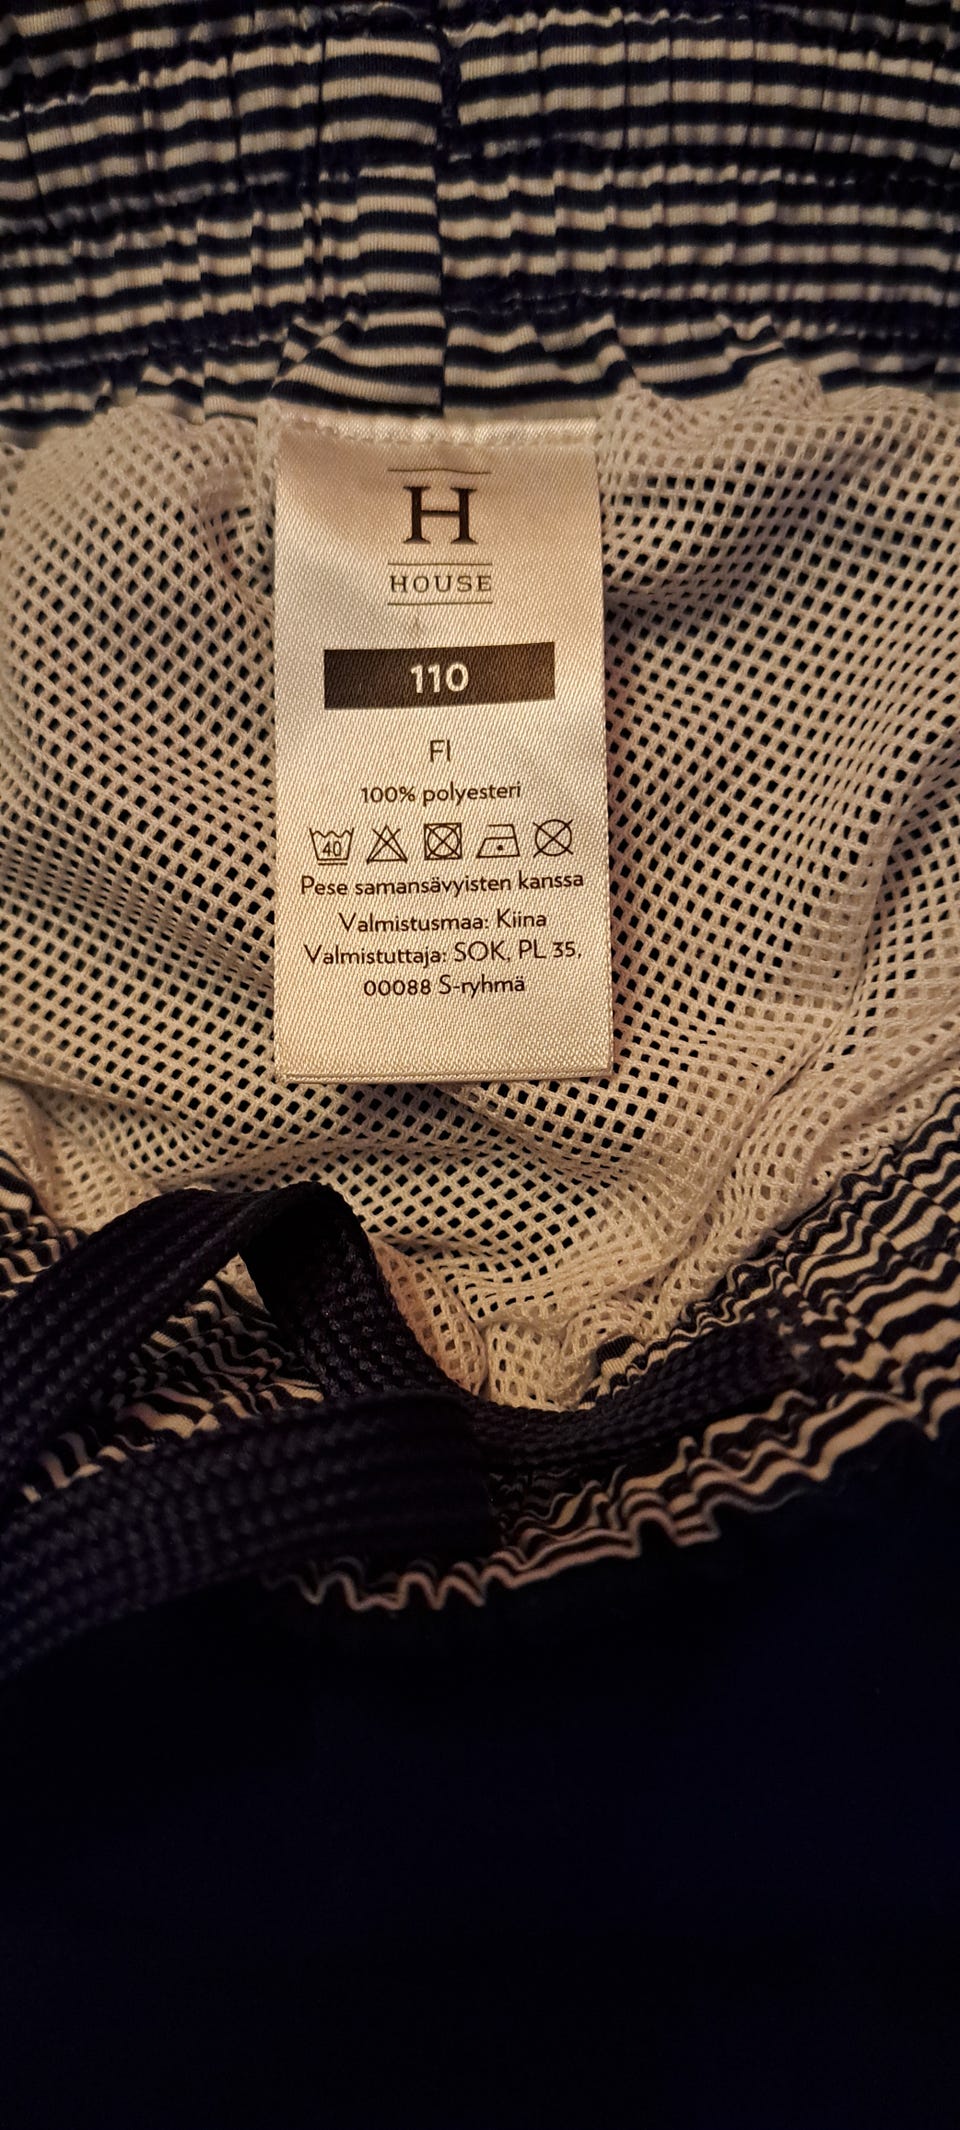 H
HOUSE
110
FI
100% polyesteri
40
Pese samansävyisten kanssa
Valmistusmaa: Kiina
Valmistuttaja: SOK, PL 35,
00088 S-ryhmä